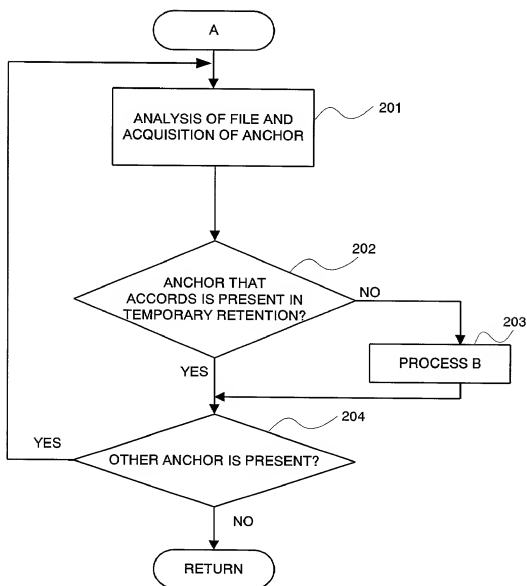 A
ANALYSIS OF FILE AND
ACQUISITION OF ANCHOR
201
202
ANCHOR THAT
ACCORDS IS PRESENT IN
TEMPORARY RETENTION?
NO
203
PROCESS B
YES
204
YES
OTHER ANCHOR IS PRESENT?
NO
RETURN